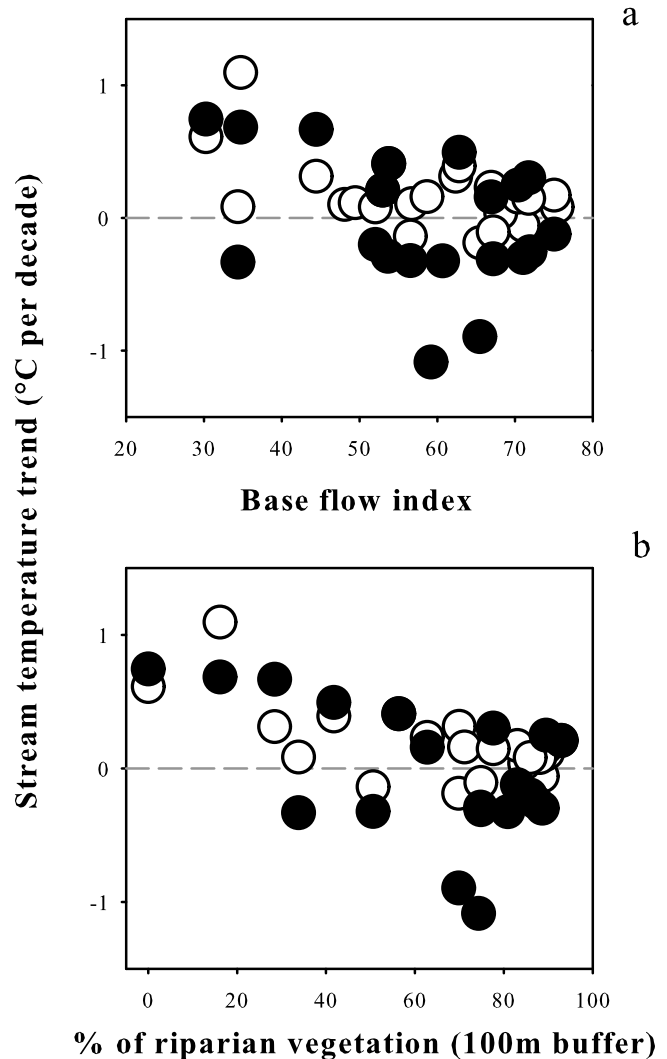 a
1
0
-1
20 30 40 50 60 70 80
Base flow index
Stream temperature trend (°C per decade)
b
1
0
-1
0 20 40 60 80 100
% of riparian vegetation (100m buffer)